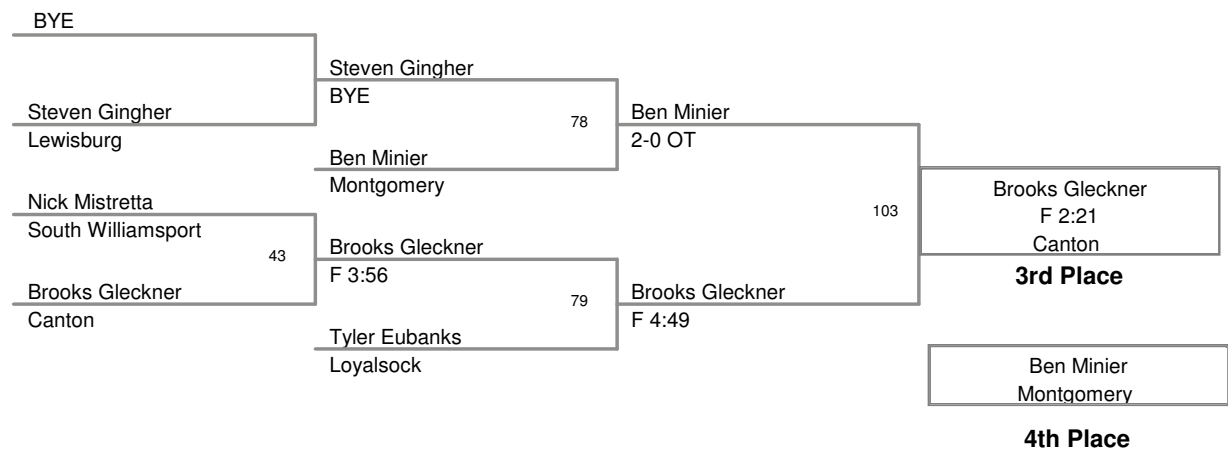 BYE
Steven Gingher
BYE
Steven Gingher
Lewisburg
78
Ben Minier
2-0 OT
Ben Minier
Montgomery
Nick Mistretta
South Williamsport
43
Brooks Gleckner
F 3:56
Brooks Gleckner
Canton
79
Brooks Gleckner
F 4:49
Tyler Eubanks
Loyalsock
103
Brooks Gleckner
F 2:21
Canton
3rd Place
Ben Minier
Montgomery
4th Place